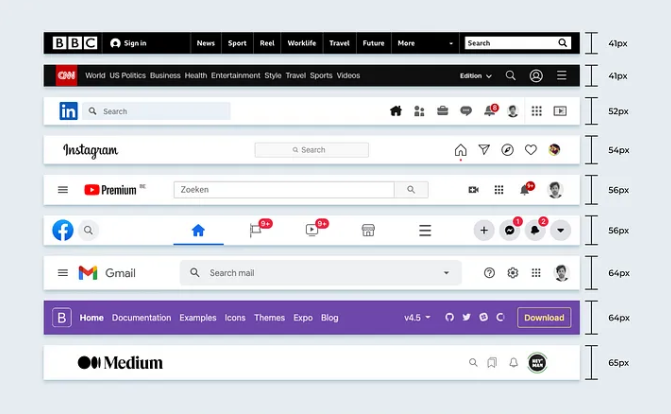 BBC Sign in News Sport Reel Worklife Travel Future More Search 41px
CNN World US Politics Business Health Entertainment Style Travel Sports Videos Edition 41px
in Search 8 52px
Instagram Search 54px
Premium BE Zoeken 9+ 56px
f 9+ 9+ 1 2 56px
Gmail Search mail 64px
B Home Documentation Examples Icons Themes Expo Blog v4.5 Download 64px
Medium HEY MAN 65px